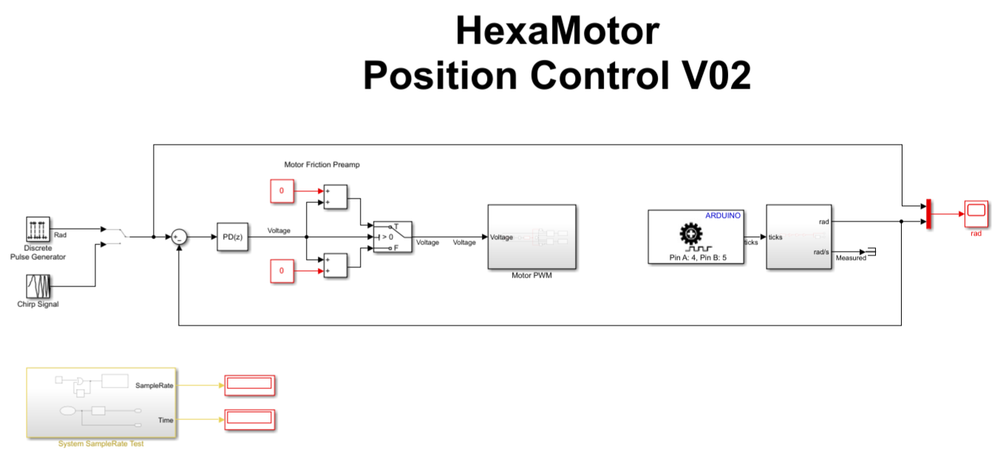 HexaMotor
Position Control V02
Motor Friction Preamp
0
+
+
ARDUINO
Pin A: 4, Pin B: 5
ticks
ticks
rad
rad/s
Measured
rad
Rad
Discrete
Pulse Generator
+
-
PD(z)
Voltage
T
> 0
F
Voltage
Voltage
Voltage
Motor PWM
0
+
+
Chirp Signal
SampleRate
Time
System SampleRate Test